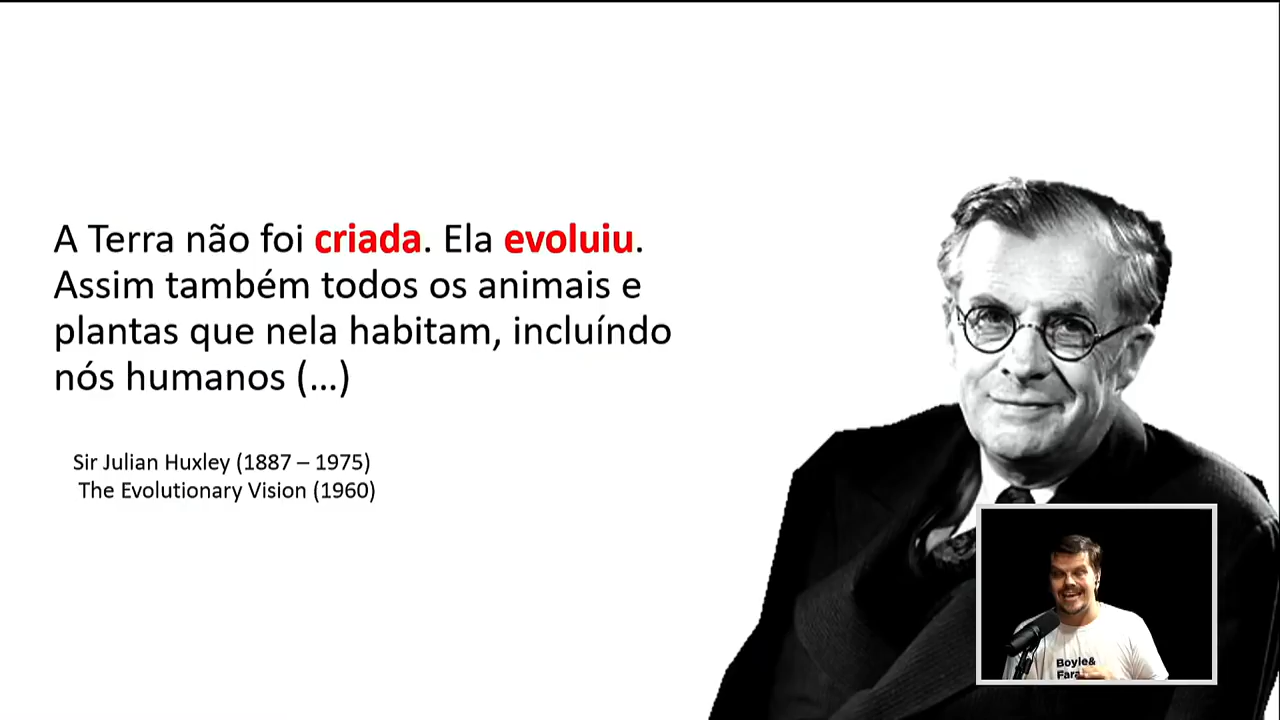 A Terra não foi criada. Ela evoluiu.
Assim também todos os animais e
plantas que nela habitam, incluíndo
nós humanos (...)
Sir Julian Huxley (1887 – 1975)
The Evolutionary Vision (1960)
Boyle&